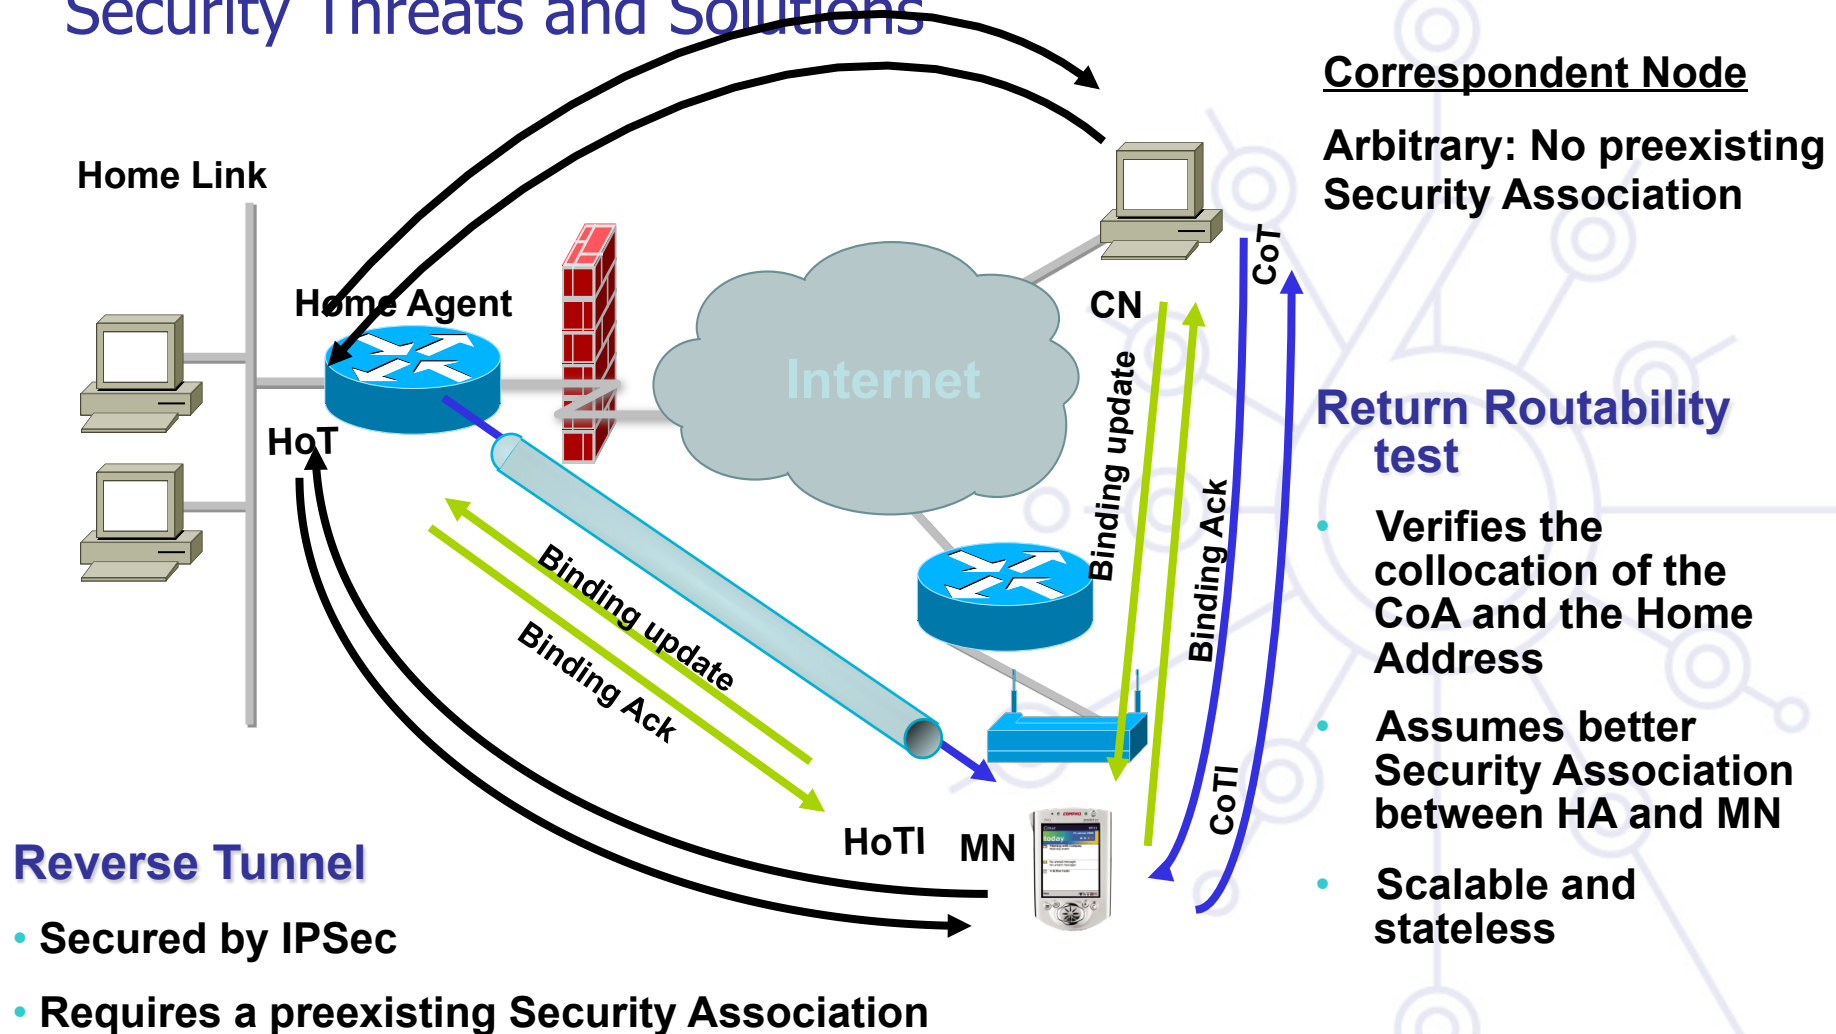 Security Threats and Solutions
Correspondent Node
Arbitrary: No preexisting
Security Association
Home Link
Home Agent
CoT
CN
Internet
Binding update
Binding Ack
HoT
Return Routability
test
• Verifies the
collocation of the
CoA and the Home
Address
Binding update
Binding Ack
• Assumes better
Security Association
between HA and MN
CoTI
HoTI
MN
today
Reverse Tunnel
• Secured by IPSec
• Scalable and
stateless
• Requires a preexisting Security Association